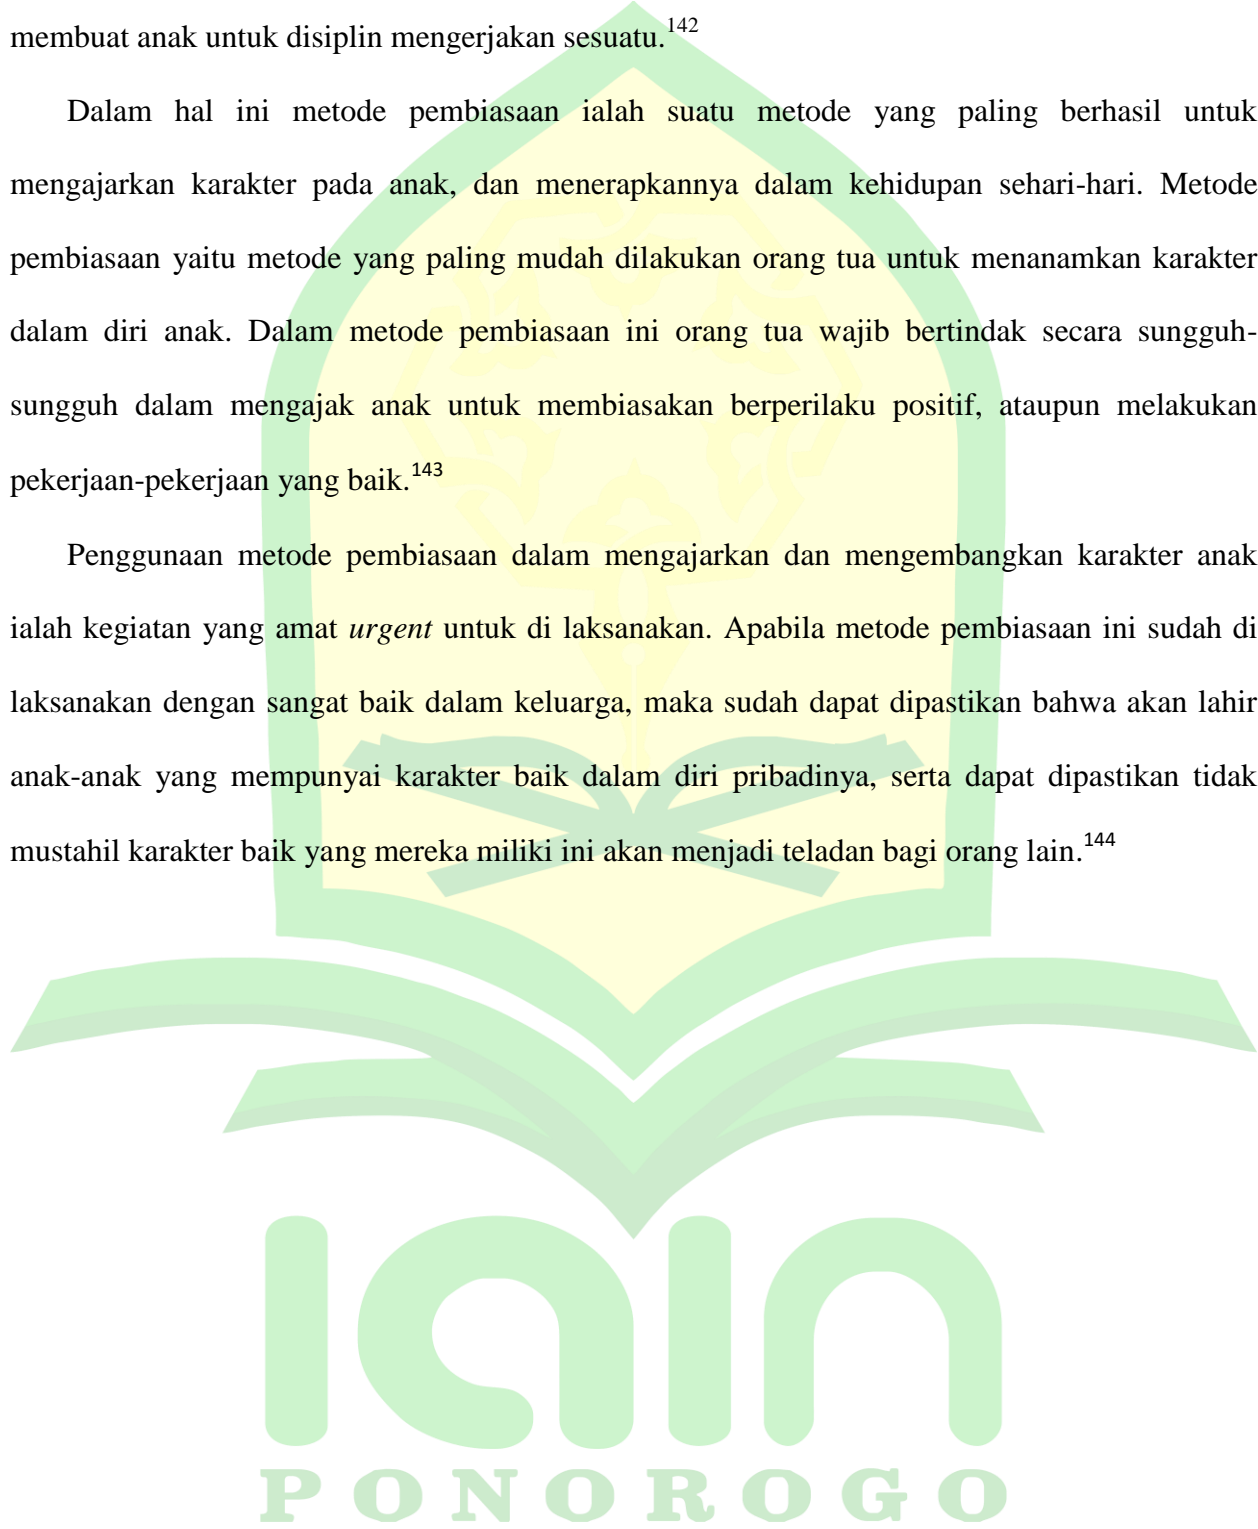 membuat anak untuk disiplin mengerjakan sesuatu.142
Dalam hal ini metode pembiasaan ialah suatu metode yang paling berhasil untuk
mengajarkan karakter pada anak, dan menerapkannya dalam kehidupan sehari-hari. Metode
pembiasaan yaitu metode yang paling mudah dilakukan orang tua untuk menanamkan karakter
dalam diri anak. Dalam metode pembiasaan ini orang tua wajib bertindak secara sungguh-
sungguh dalam mengajak anak untuk membiasakan berperilaku positif, ataupun melakukan
pekerjaan-pekerjaan yang baik.143
Penggunaan metode pembiasaan dalam mengajarkan dan mengembangkan karakter anak
ialah kegiatan yang amat urgent untuk di laksanakan. Apabila metode pembiasaan ini sudah di
laksanakan dengan sangat baik dalam keluarga, maka sudah dapat dipastikan bahwa akan lahir
anak-anak yang mempunyai karakter baik dalam diri pribadinya, serta dapat dipastikan tidak
mustahil karakter baik yang mereka miliki ini akan menjadi teladan bagi orang lain.144
iain
PONOROGO